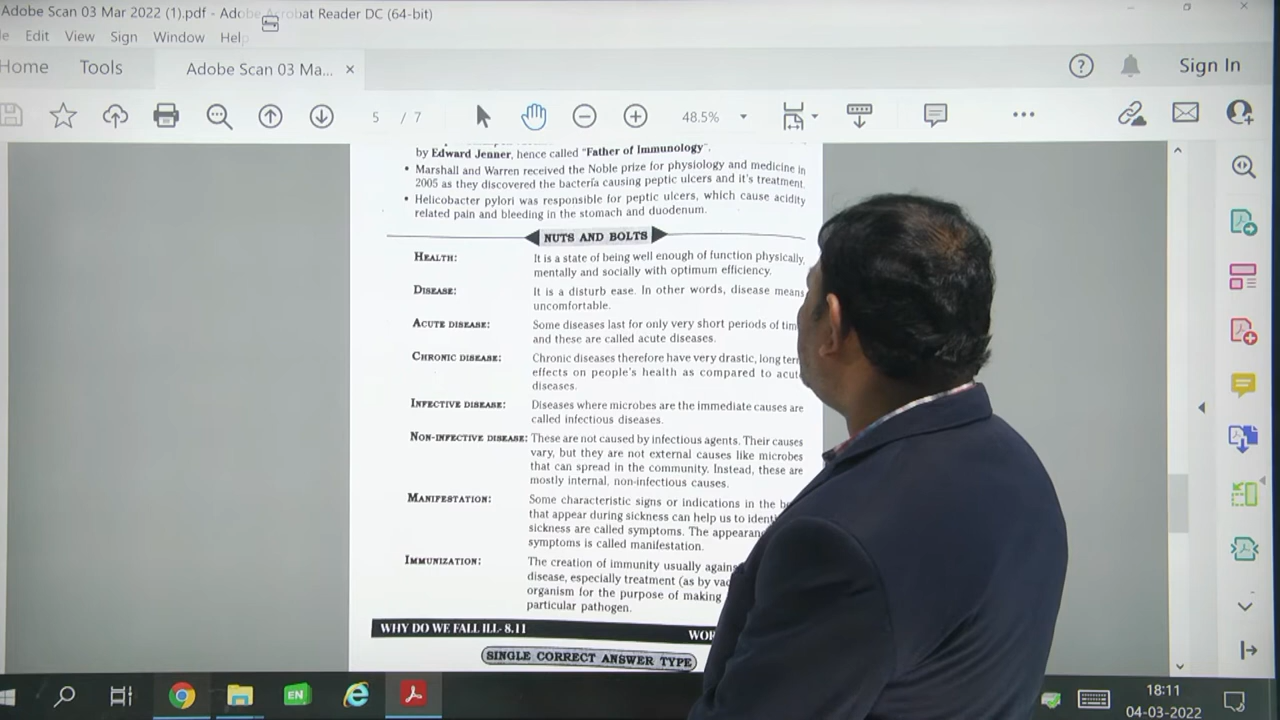 Adobe Scan 03 Mar 2022 (1).pdf - Adobe Acrobat Reader DC (64-bit)
Edit View Sign Window Help
Home Tools Adobe Scan 03 Ma... × Sign In
5 / 7 48.5%
by Edward Jenner, hence called "Father of Immunology".
• Marshall and Warren received the Noble prize for physiology and medicine in
2005 as they discovered the bacteria causing peptic ulcers and it's treatment.
• Helicobacter pylori was responsible for peptic ulcers, which cause acidity
related pain and bleeding in the stomach and duodenum.
NUTS AND BOLTS
HEALTH: It is a state of being well enough of function physically,
mentally and socially with optimum efficiency.
DISEASE: It is a disturb ease. In other words, disease means
uncomfortable.
ACUTE DISEASE: Some diseases last for only very short periods of
and these are called acute diseases.
CHRONIC DISEASE: Chronic diseases therefore have very drastic, long
effects on people's health as compared to
diseases.
INFECTIVE DISEASE: Diseases where microbes are the immediate causes are
called infectious diseases.
NON-INFECTIVE DISEASE: These are not caused by infectious agents. Their causes
vary, but they are not external causes like microbes
that can spread in the community. Instead, these are
mostly internal, non-infectious causes.
MANIFESTATION: Some characteristic signs or indications in the
that appear during sickness can help us to
sickness are called symptoms. The
symptoms is called manifestation.
IMMUNIZATION: The creation of immunity usually
disease, especially treatment (as by
organism for the purpose of making
particular pathogen.
WHY DO WE FALL ILL- 8.11
SINGLE CORRECT ANSWER TYPE
EN
18:11
04-03-2022